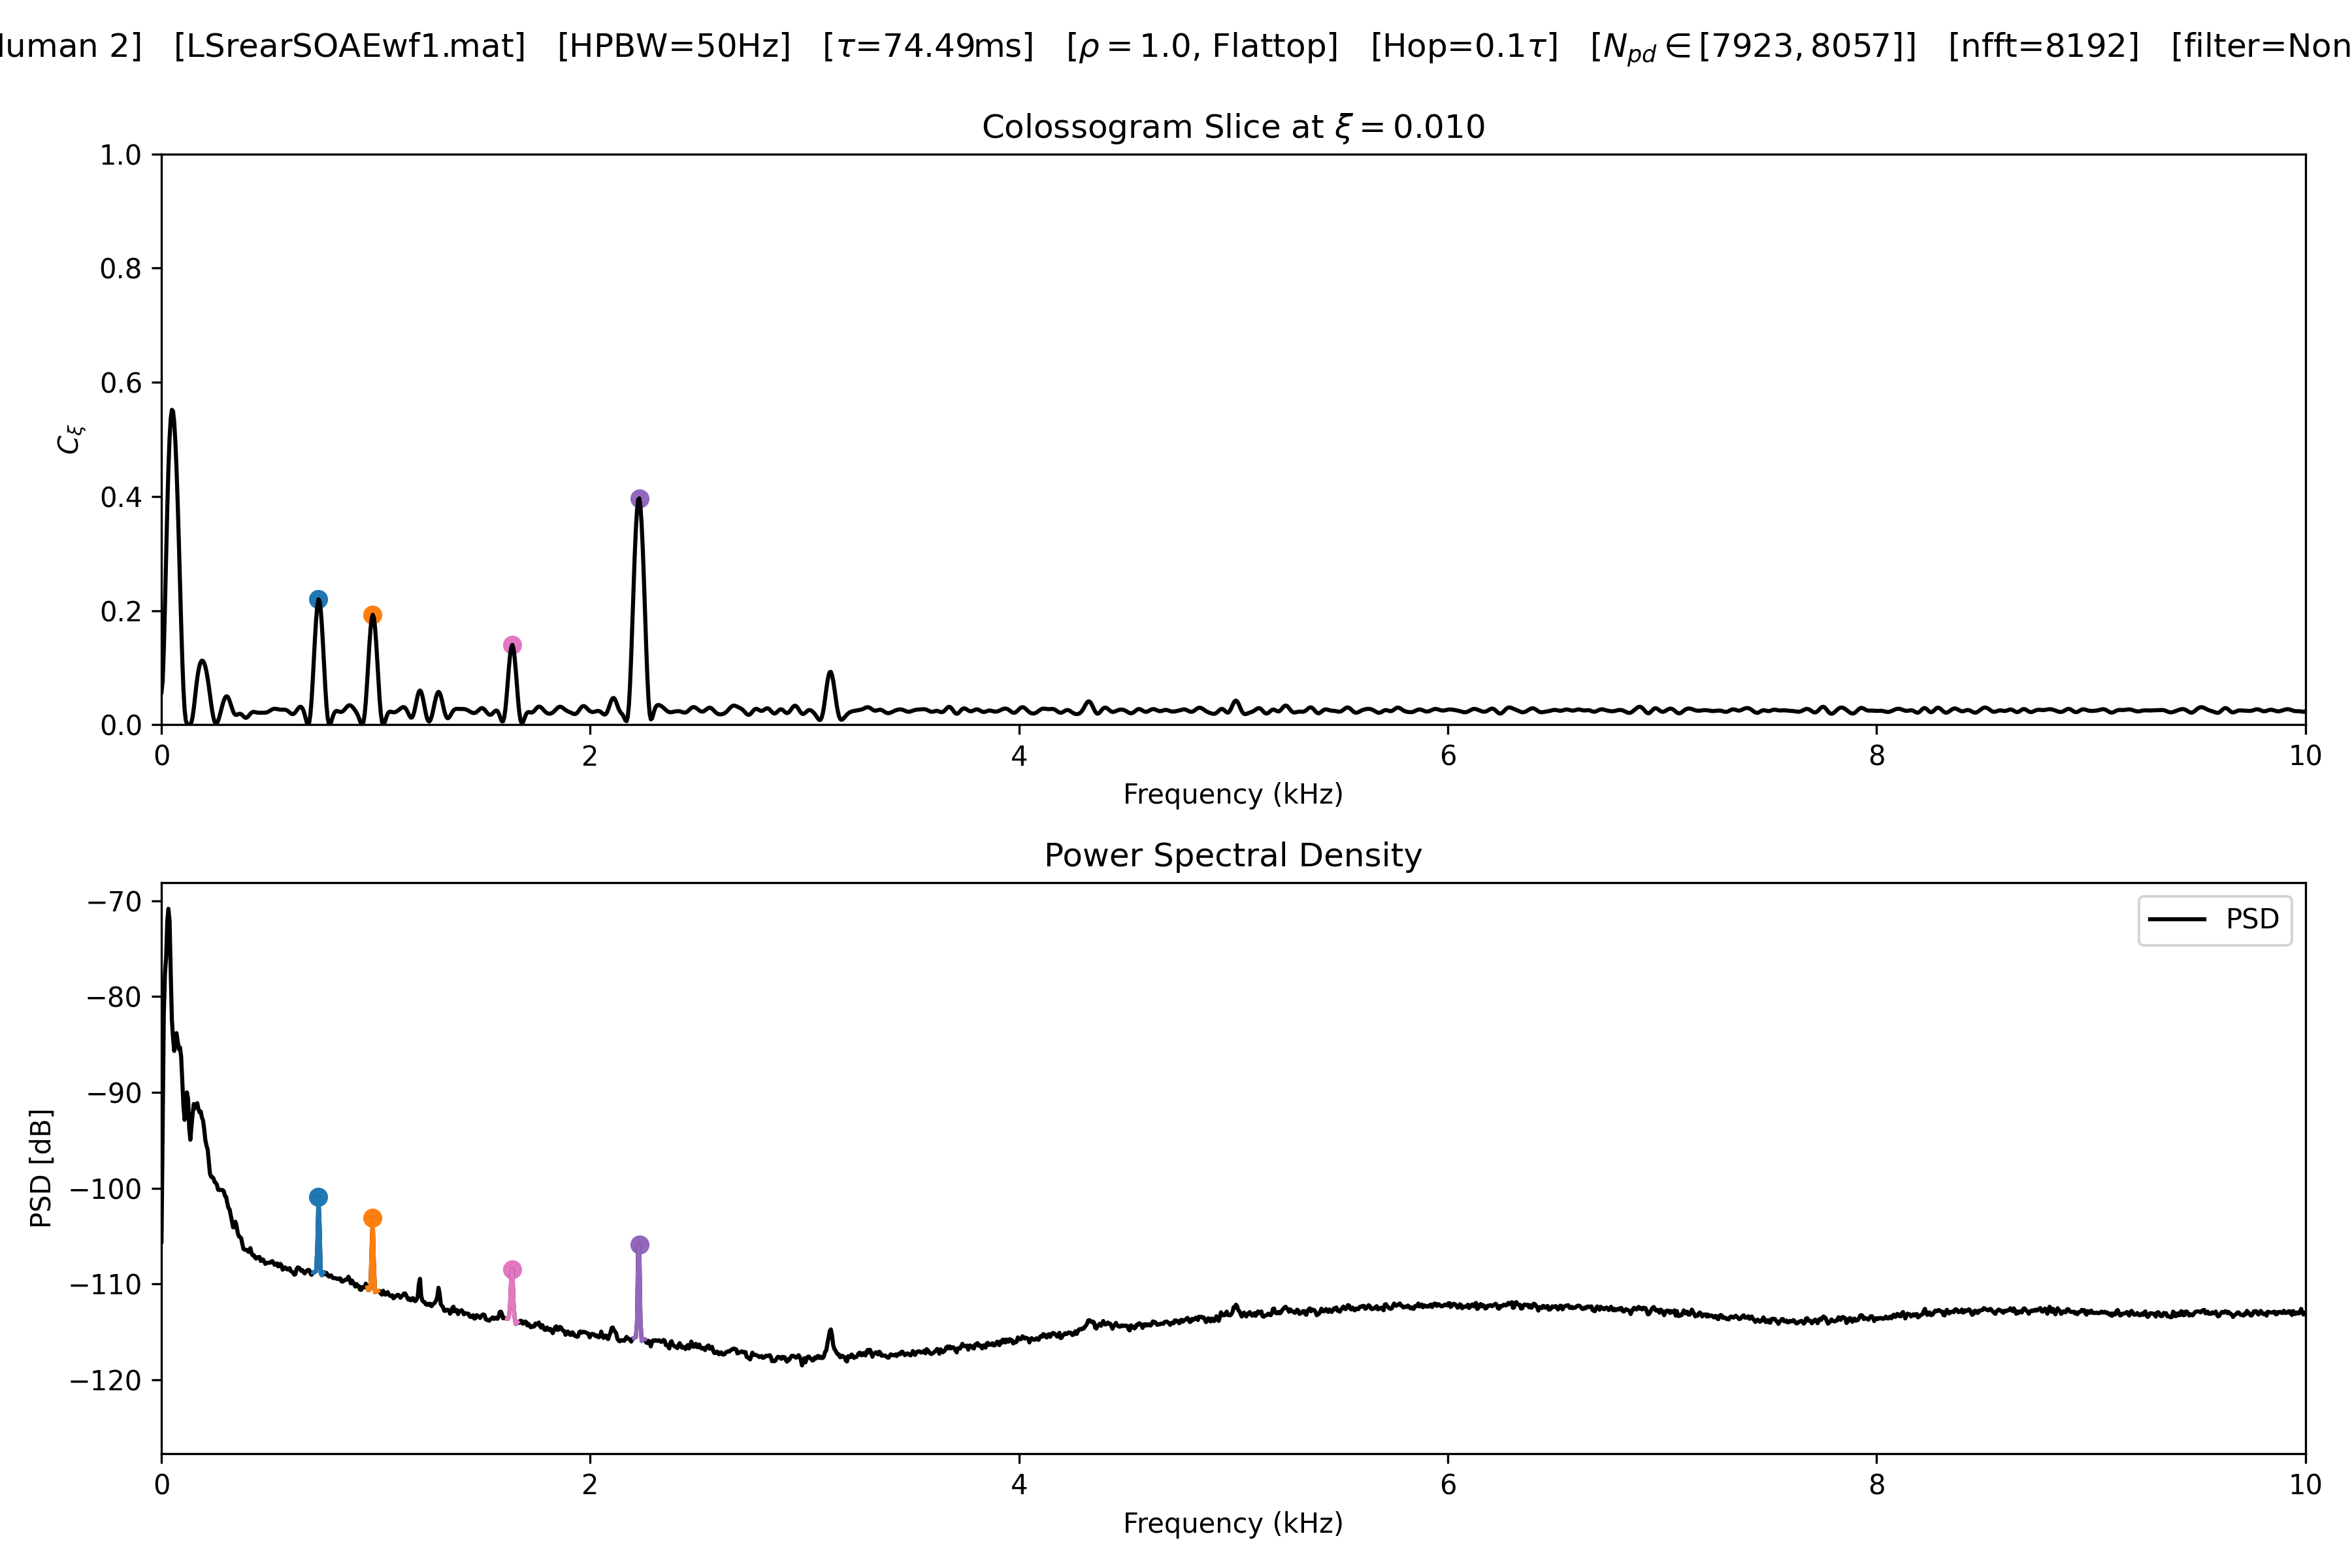 uman 2] [LSrearSOAEwf1.mat] [HPBW=50Hz] [τ=74.49ms] [ρ = 1.0, Flattop] [Hop=0.1τ] [N_pd ∈ [7923, 8057]] [nfft=8192] [filter=Non
Colossogram Slice at ξ = 0.010
1.0
0.8
0.6
0.4
0.2
0.0
C_ξ
0 2 4 6 8 10
Frequency (kHz)
Power Spectral Density
−70
−80
−90
−100
−110
−120
PSD [dB]
PSD
0 2 4 6 8 10
Frequency (kHz)